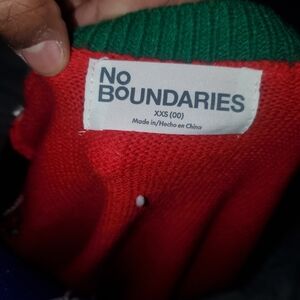 No
BOUNDARIES
XXS (00)
Made in/Hecho en China